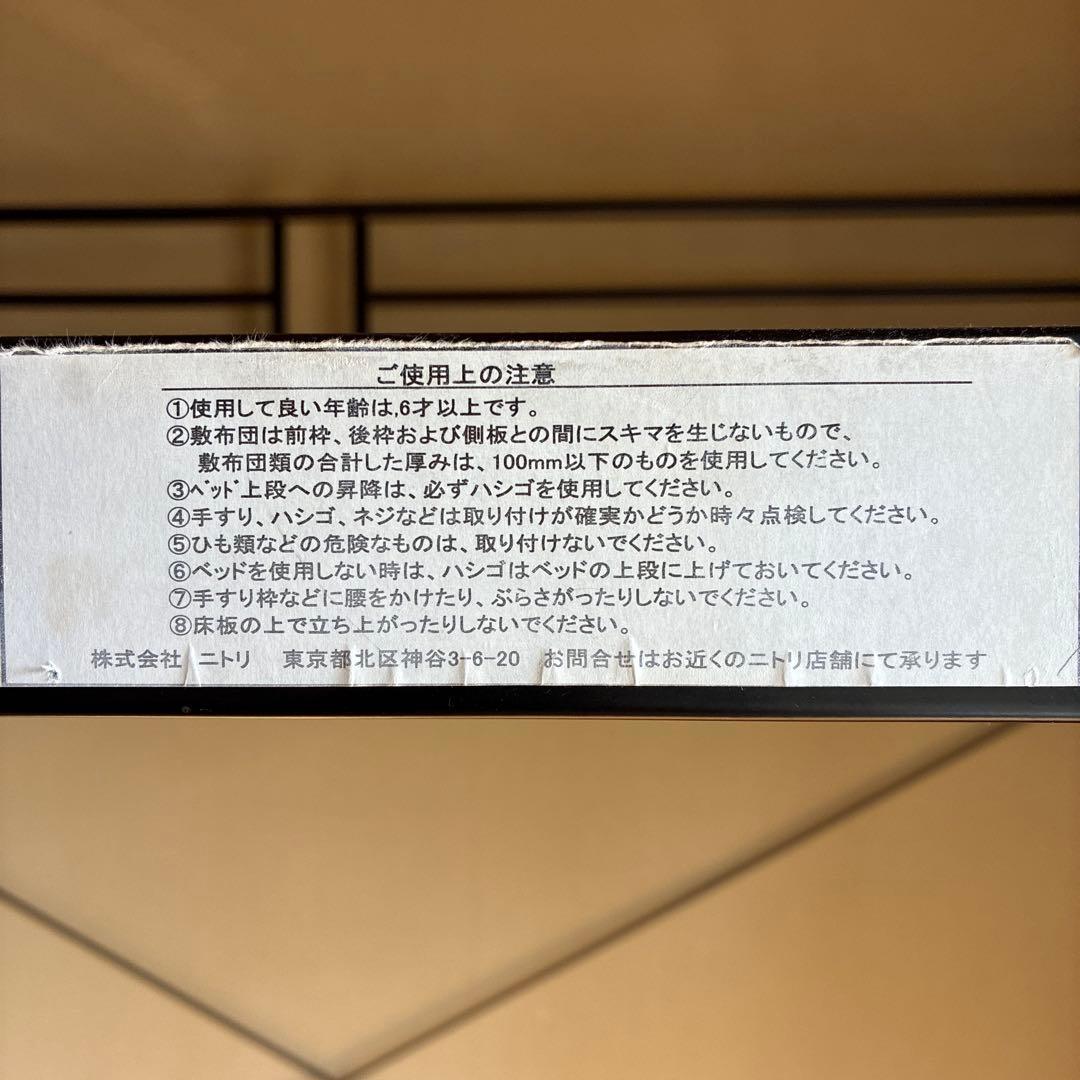 ご使用上の注意
①使用して良い年齢は,6才以上です。
②敷布団は前枠、後枠および側板との間にスキマを生じないもので、
敷布団類の合計した厚みは、100mm以下のものを使用してください。
③ﾍﾞｯﾄﾞ上段への昇降は、必ずハシゴを使用してください。
④手すり、ハシゴ、ネジなどは取り付けが確実かどうか時々点検してください。
⑤ひも類などの危険なものは、取り付けないでください。
⑥ベッドを使用しない時は、ハシゴはベッドの上段に上げておいてください。
⑦手すり枠などに腰をかけたり、ぶらさがったりしないでください。
⑧床板の上で立ち上がったりしないでください。
株式会社 ニトリ 東京都北区神谷3-6-20 お問合せはお近くのニトリ店舗にて承ります